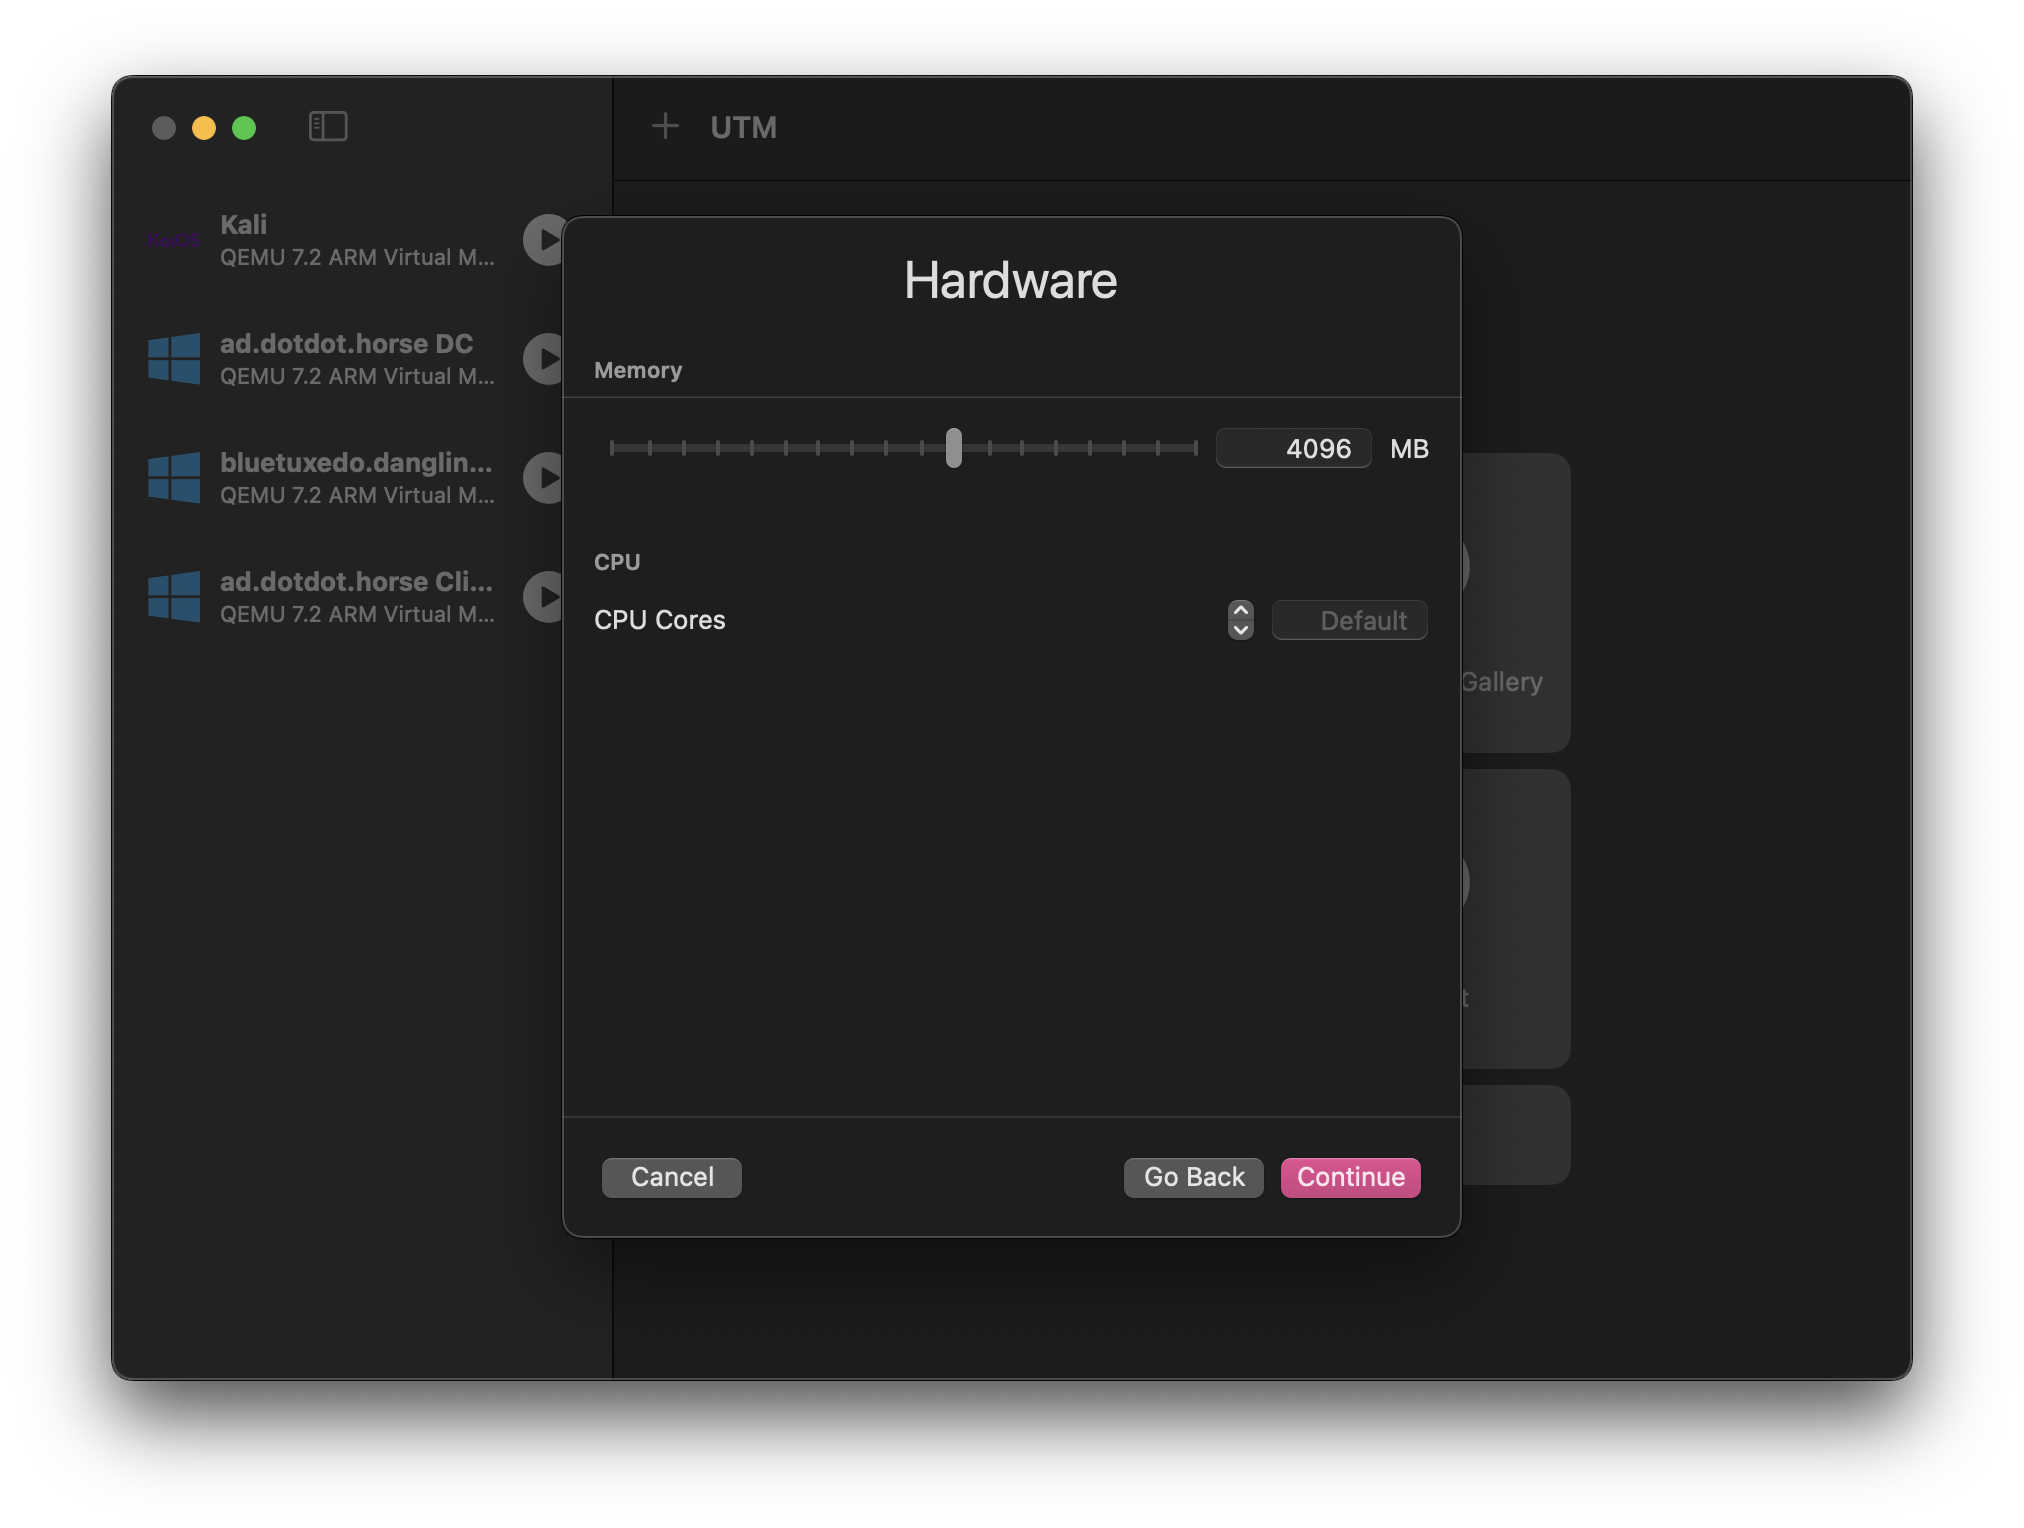 UTM
Kali
QEMU 7.2 ARM Virtual M...
ad.dotdot.horse DC
QEMU 7.2 ARM Virtual M...
bluetuxedo.danglin...
QEMU 7.2 ARM Virtual M...
ad.dotdot.horse Cli...
QEMU 7.2 ARM Virtual M...
Hardware
Memory
4096 MB
CPU
CPU Cores
Default
Gallery
t
Cancel
Go Back
Continue